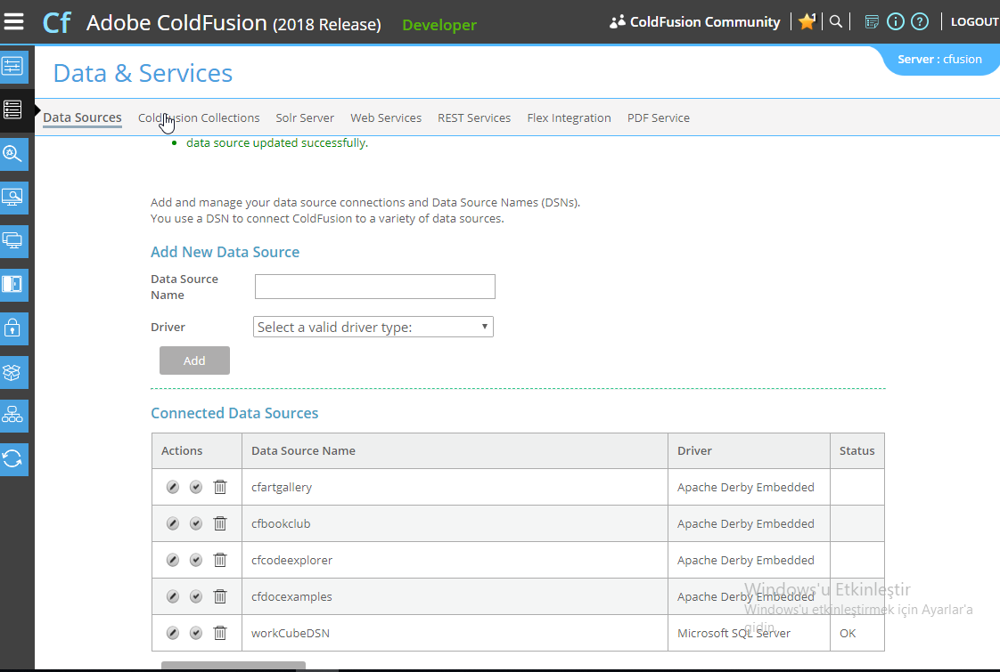 Cf Adobe ColdFusion (2018 Release) Developer ColdFusion Community 1 LOGOUT
Server : cfusion
Data & Services
Data Sources ColdFusion Collections Solr Server Web Services REST Services Flex Integration PDF Service
data source updated successfully.
Add and manage your data source connections and Data Source Names (DSNs).
You use a DSN to connect ColdFusion to a variety of data sources.
Add New Data Source
Data Source
Name
Driver Select a valid driver type:
Add
Connected Data Sources
Actions Data Source Name Driver Status
cfartgallery Apache Derby Embedded
cfbookclub Apache Derby Embedded
cfcodeexplorer Apache Derby Embedded
cfdocexamples Apache Derby Embedded
workCubeDSN Microsoft SQL Server OK
Windows'u Etkinleştir
Windows'u etkinleştirmek için Ayarlar'a
gidin.